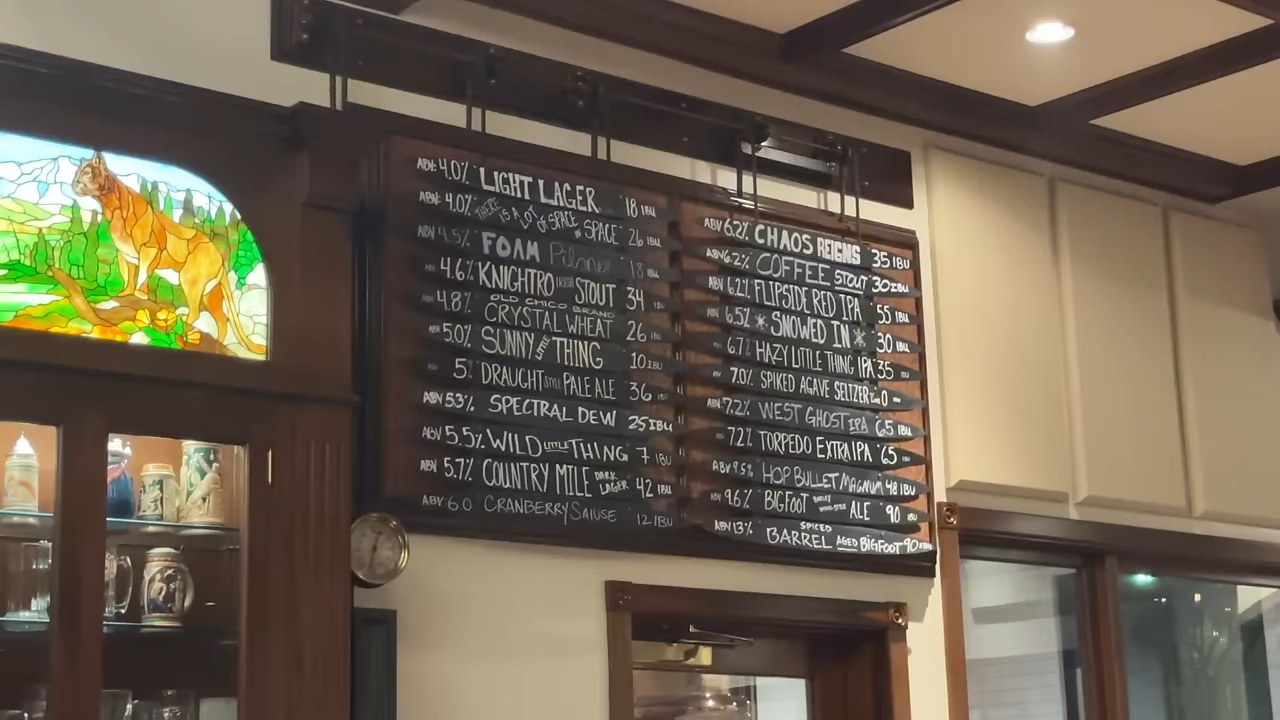 ABV: 4.0% LIGHT LAGER 18 IBU
ABV: 4.0% THERE IS A LOT OF SPACE IN SPACE 26 IBU
ABV 4.5% FOAM Pilsner 18 IBU
4.6% KNIGHTRO IRISH STOUT 34
ABV 4.8% OLD CHICO BRAND CRYSTAL WHEAT 26 IBU
ABV 5.0% SUNNY LITTLE THING 10 IBU
5% DRAUGHT STYLE PALE ALE 36 IBU
ABV 5.3% SPECTRAL DEW 25 IBU
ABV 5.5% WILD LITTLE THING 7 IBU
ABV 5.7% COUNTRY MILE DARK LAGER 42 IBU
ABV: 6.0 CRANBERRY SAIUSE 12 IBU
ABV 6.2% CHAOS REIGNS 35 IBU
ABV 6.2% COFFEE STOUT 30 IBU
ABV 6.2% FLIPSIDE RED IPA 55 IBU
ABV 6.5% * SNOWED IN * 30 IBU
6.7% HAZY LITTLE THING IPA 35
7.0% SPIKED AGAVE SELTZER 0
ABV: 7.2% WEST GHOST IPA 65 IBU
7.2% TORPEDO EXTRA IPA 65 IBU
ABV 9.5% HOP BULLET MAGNUM 48 IBU
ABV 9.6% BIGFOOT BARLEY WINE-STYLE ALE 90 IBU
ABV 13% SPICED BARREL AGED BIGFOOT 90